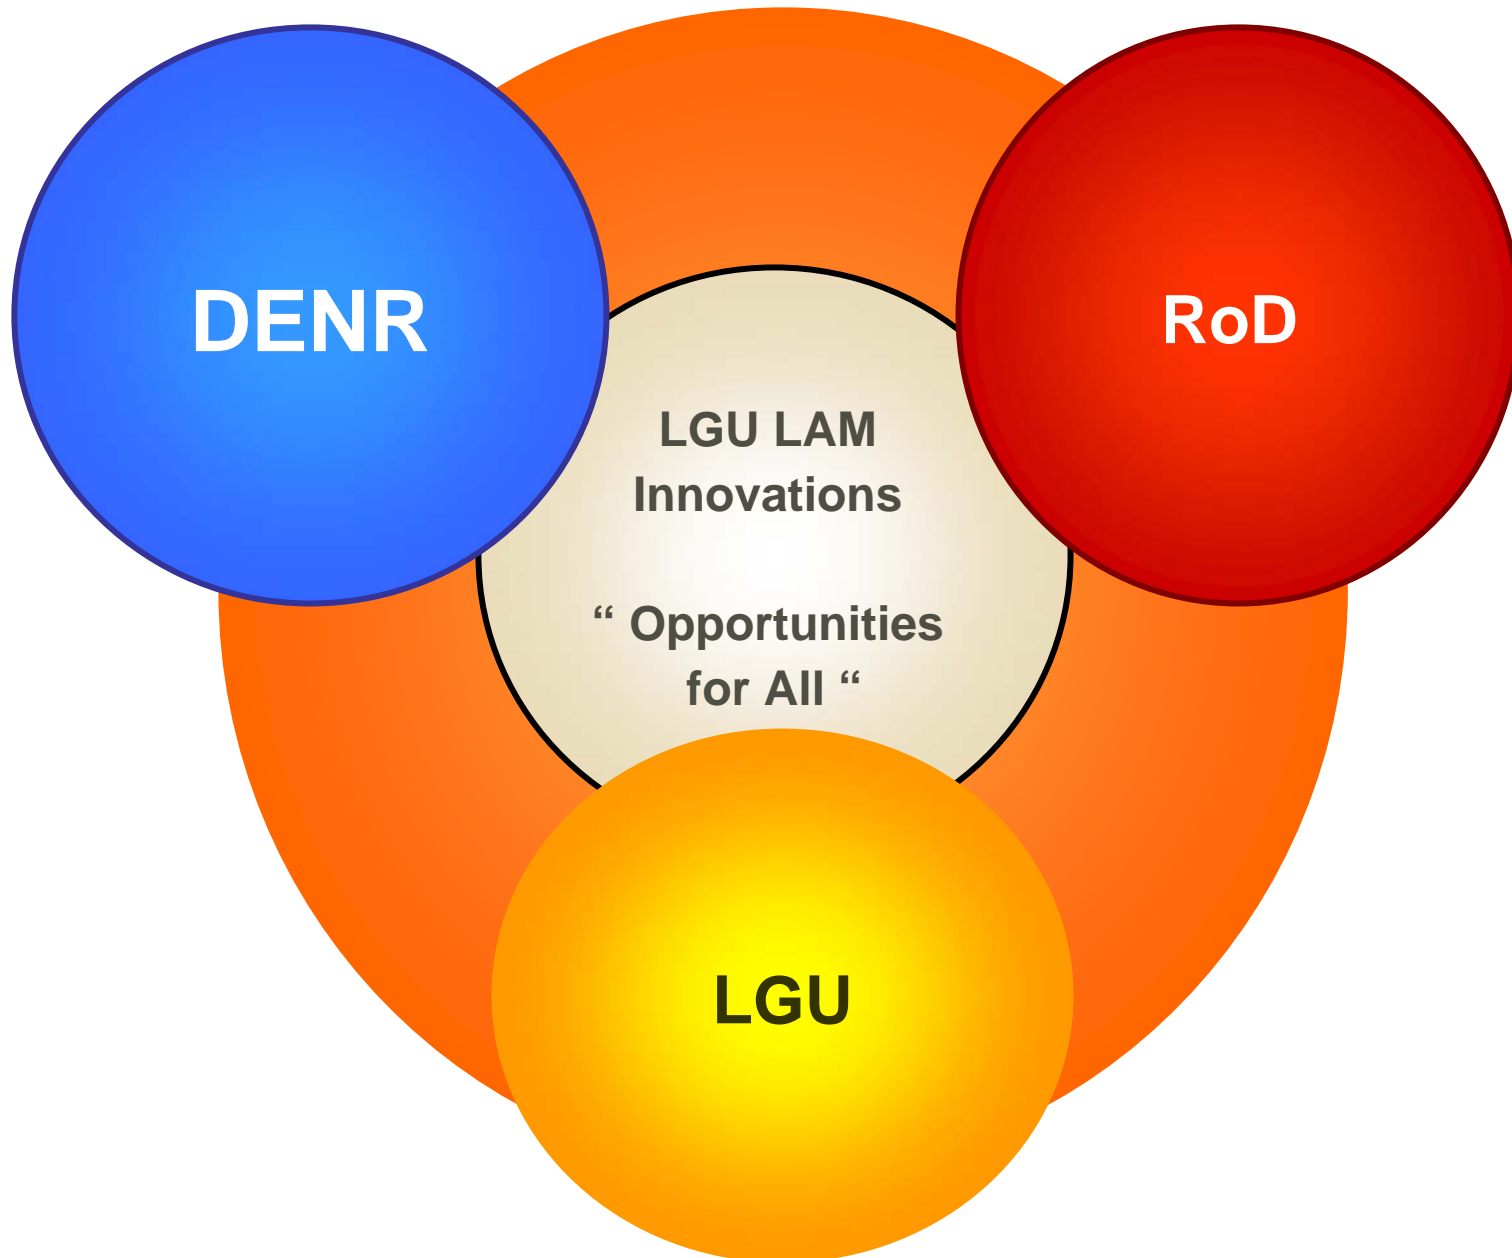 DENR
RoD
LGU LAM
Innovations
“ Opportunities
for All “
LGU